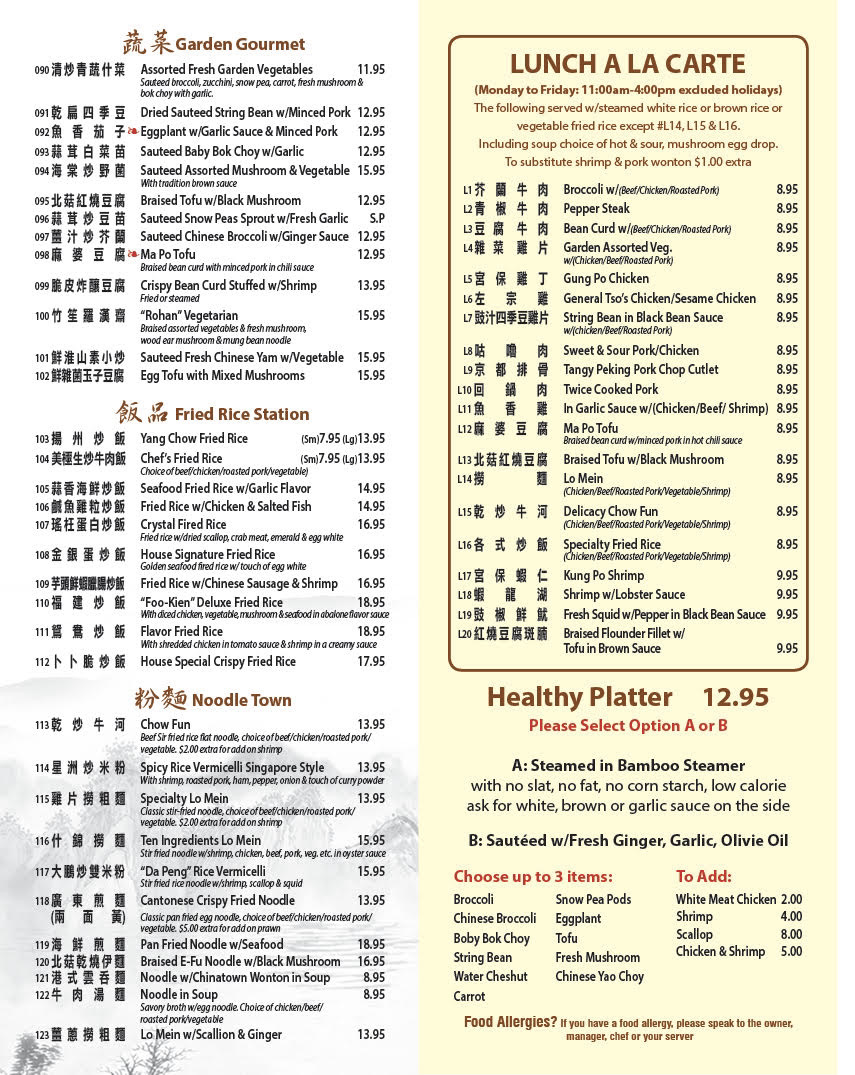 蔬菜 Garden Gourmet
090 清炒青蔬什菜 Assorted Fresh Garden Vegetables 11.95
Sauteed broccoli, zucchini, snow pea, carrot, fresh mushroom &
bok choy with garlic.
091 乾扁四季豆 Dried Sauteed String Bean w/Minced Pork 12.95
092 魚香茄子 Eggplant w/Garlic Sauce & Minced Pork 12.95
093 蒜茸白菜苗 Sauteed Baby Bok Choy w/Garlic 12.95
094 海棠炒野菌 Sauteed Assorted Mushroom & Vegetable 15.95
With tradition brown sauce
095 北菇紅燒豆腐 Braised Tofu w/Black Mushroom 12.95
096 蒜茸炒豆苗 Sauteed Snow Peas Sprout w/Fresh Garlic S.P
097 薑汁炒芥蘭 Sauteed Chinese Broccoli w/Ginger Sauce 12.95
098 麻婆豆腐 Ma Po Tofu 12.95
Braised bean curd with minced pork in chili sauce
099 脆皮炸釀豆腐 Crispy Bean Curd Stuffed w/Shrimp 13.95
Fried or steamed
100 竹笙羅漢齋 "Rohan" Vegetarian 15.95
Braised assorted vegetables & fresh mushroom,
wood ear mushroom & mung bean noodle
101 鮮淮山素小炒 Sauteed Fresh Chinese Yam w/Vegetable 15.95
102 鮮雜菌玉子豆腐 Egg Tofu with Mixed Mushrooms 15.95
飯品 Fried Rice Station
103 揚州炒飯 Yang Chow Fried Rice (Sm)7.95 (Lg)13.95
104 美極生炒牛肉飯 Chef's Fried Rice (Sm)7.95 (Lg)13.95
Choice of beef/chicken/roasted pork/vegetable)
105 蒜香海鮮炒飯 Seafood Fried Rice w/Garlic Flavor 14.95
106 鹹魚雞粒炒飯 Fried Rice w/Chicken & Salted Fish 14.95
107 瑤柱蛋白炒飯 Crystal Fired Rice 16.95
Fried rice w/dried scallop, crab meat, emerald & egg white
108 金銀蛋炒飯 House Signature Fried Rice 16.95
Golden seafood fired rice w/ touch of egg white
109 芋頭鮮蝦臘腸炒飯 Fried Rice w/Chinese Sausage & Shrimp 16.95
110 福建炒飯 "Foo-Kien" Deluxe Fried Rice 18.95
With diced chicken, vegetable, mushroom & seafood in abalone flavor sauce
111 鴛鴦炒飯 Flavor Fried Rice 18.95
With shredded chicken in tomato sauce & shrimp in a creamy sauce
112 卜卜脆炒飯 House Special Crispy Fried Rice 17.95
粉麵 Noodle Town
113 乾炒牛河 Chow Fun 13.95
Beef Sir fried rice flat noodle, choice of beef/chicken/roasted pork/
vegetable. $2.00 extra for add on shrimp
114 星洲炒米粉 Spicy Rice Vermicelli Singapore Style 13.95
With shrimp, roasted pork, ham, pepper, onion & touch of curry powder
115 雞片撈粗麵 Specialty Lo Mein 13.95
Classic stir-fried noodle, choice of beef/chicken/roasted pork/
vegetable. $2.00 extra for add on shrimp
116 什錦撈麵 Ten Ingredients Lo Mein 15.95
Stir fried noodle w/shrimp, chicken, beef, pork, veg. etc. in oyster sauce
117 大鵬炒雙米粉 "Da Peng" Rice Vermicelli 15.95
Stir fried rice noodle w/shrimp, scallop & squid
118 廣東煎麵 Cantonese Crispy Fried Noodle 13.95
(兩面黃) Classic pan fried egg noodle, choice of beef/chicken/roasted pork/
vegetable. $5.00 extra for add on prawn
119 海鮮煎麵 Pan Fried Noodle w/Seafood 18.95
120 北菇乾燒伊麵 Braised E-Fu Noodle w/Black Mushroom 16.95
121 港式雲吞麵 Noodle w/Chinatown Wonton in Soup 8.95
122 牛肉湯麵 Noodle in Soup 8.95
Savory broth w/egg noodle. Choice of chicken/beef/
roasted pork/vegetable
123 薑蔥撈粗麵 Lo Mein w/Scallion & Ginger 13.95
LUNCH A LA CARTE
(Monday to Friday: 11:00am-4:00pm excluded holidays)
The following served w/steamed white rice or brown rice or
vegetable fried rice except #L14, L15 & L16.
Including soup choice of hot & sour, mushroom egg drop.
To substitute shrimp & pork wonton $1.00 extra
L1 芥蘭牛肉 Broccoli w/(Beef/Chicken/Roasted Pork) 8.95
L2 青椒牛肉 Pepper Steak 8.95
L3 豆腐牛肉 Bean Curd w/(Beef/Chicken/Roasted Pork) 8.95
L4 雜菜雞片 Garden Assorted Veg. 8.95
w/(Chicken/Beef/Roasted Pork)
L5 宮保雞丁 Gung Po Chicken 8.95
L6 左宗雞 General Tso's Chicken/Sesame Chicken 8.95
L7 豉汁四季豆雞片 String Bean in Black Bean Sauce 8.95
w/(chicken/Beef/Roasted Pork)
L8 咕嚕肉 Sweet & Sour Pork/Chicken 8.95
L9 京都排骨 Tangy Peking Pork Chop Cutlet 8.95
L10 回鍋肉 Twice Cooked Pork 8.95
L11 魚香雞 In Garlic Sauce w/(Chicken/Beef/ Shrimp) 8.95
L12 麻婆豆腐 Ma Po Tofu 8.95
Braised bean curd w/minced pork in hot chili sauce
L13 北菇紅燒豆腐 Braised Tofu w/Black Mushroom 8.95
L14 撈麵 Lo Mein 8.95
(Chicken/Beef/Roasted Pork/Vegetable/Shrimp)
L15 乾炒牛河 Delicacy Chow Fun 8.95
(Chicken/Beef/Roasted Pork/Vegetable/Shrimp)
L16 各式炒飯 Specialty Fried Rice 8.95
(Chicken/Beef/Roasted Pork/Vegetable/Shrimp)
L17 宮保蝦仁 Kung Po Shrimp 9.95
L18 蝦龍湖 Shrimp w/Lobster Sauce 9.95
L19 豉椒鮮魷 Fresh Squid w/Pepper in Black Bean Sauce 9.95
L20 紅燒豆腐斑腩 Braised Flounder Fillet w/
Tofu in Brown Sauce 9.95
Healthy Platter 12.95
Please Select Option A or B
A: Steamed in Bamboo Steamer
with no slat, no fat, no corn starch, low calorie
ask for white, brown or garlic sauce on the side
B: Sautéed w/Fresh Ginger, Garlic, Olivie Oil
Choose up to 3 items:
Broccoli Snow Pea Pods
Chinese Broccoli Eggplant
Boby Bok Choy Tofu
String Bean Fresh Mushroom
Water Cheshut Chinese Yao Choy
Carrot
To Add:
White Meat Chicken 2.00
Shrimp 4.00
Scallop 8.00
Chicken & Shrimp 5.00
Food Allergies? If you have a food allergy, please speak to the owner,
manager, chef or your server